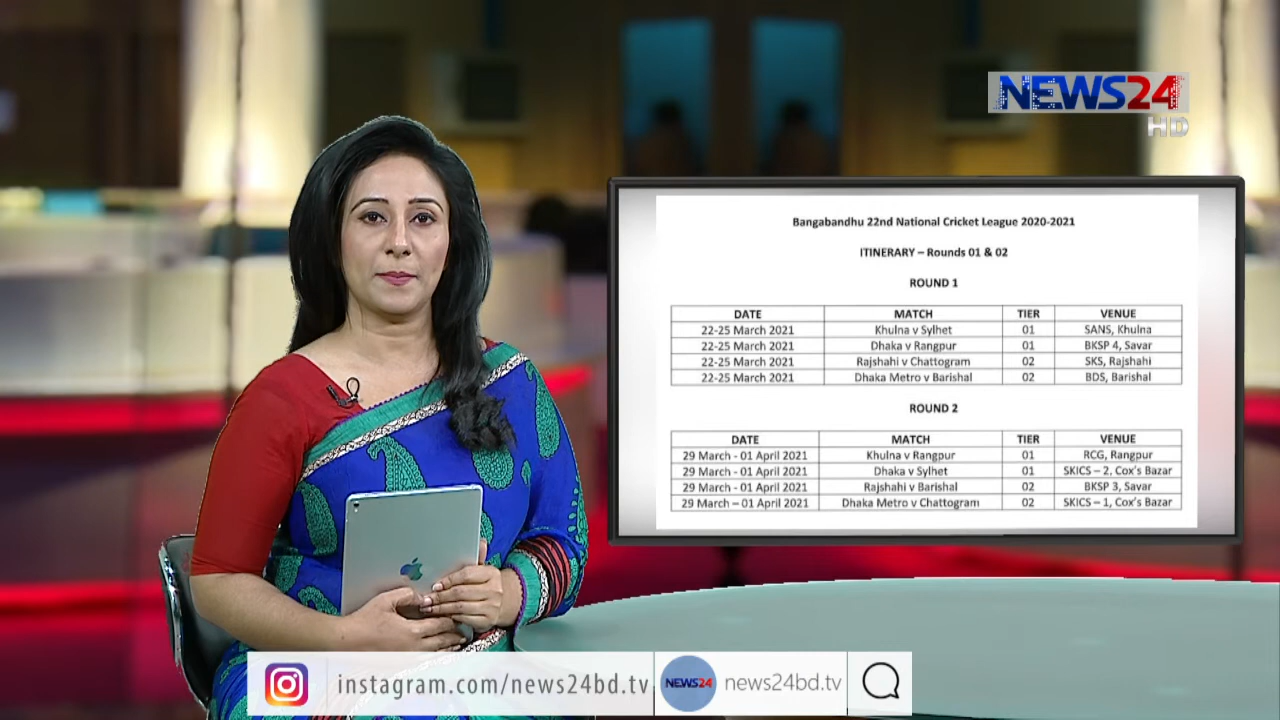 NEWS24
HD
Bangabandhu 22nd National Cricket League 2020-2021
ITINERARY – Rounds 01 & 02
ROUND 1
DATE MATCH TIER VENUE
22-25 March 2021 Khulna v Sylhet 01 SANS, Khulna
22-25 March 2021 Dhaka v Rangpur 01 BKSP 4, Savar
22-25 March 2021 Rajshahi v Chattogram 02 SKS, Rajshahi
22-25 March 2021 Dhaka Metro v Barishal 02 BDS, Barishal
ROUND 2
DATE MATCH TIER VENUE
29 March - 01 April 2021 Khulna v Rangpur 01 RCG, Rangpur
29 March - 01 April 2021 Dhaka v Sylhet 01 SKICS – 2, Cox's Bazar
29 March - 01 April 2021 Rajshahi v Barishal 02 BKSP 3, Savar
29 March – 01 April 2021 Dhaka Metro v Chattogram 02 SKICS – 1, Cox's Bazar
instagram.com/news24bd.tv NEWS24 news24bd.tv